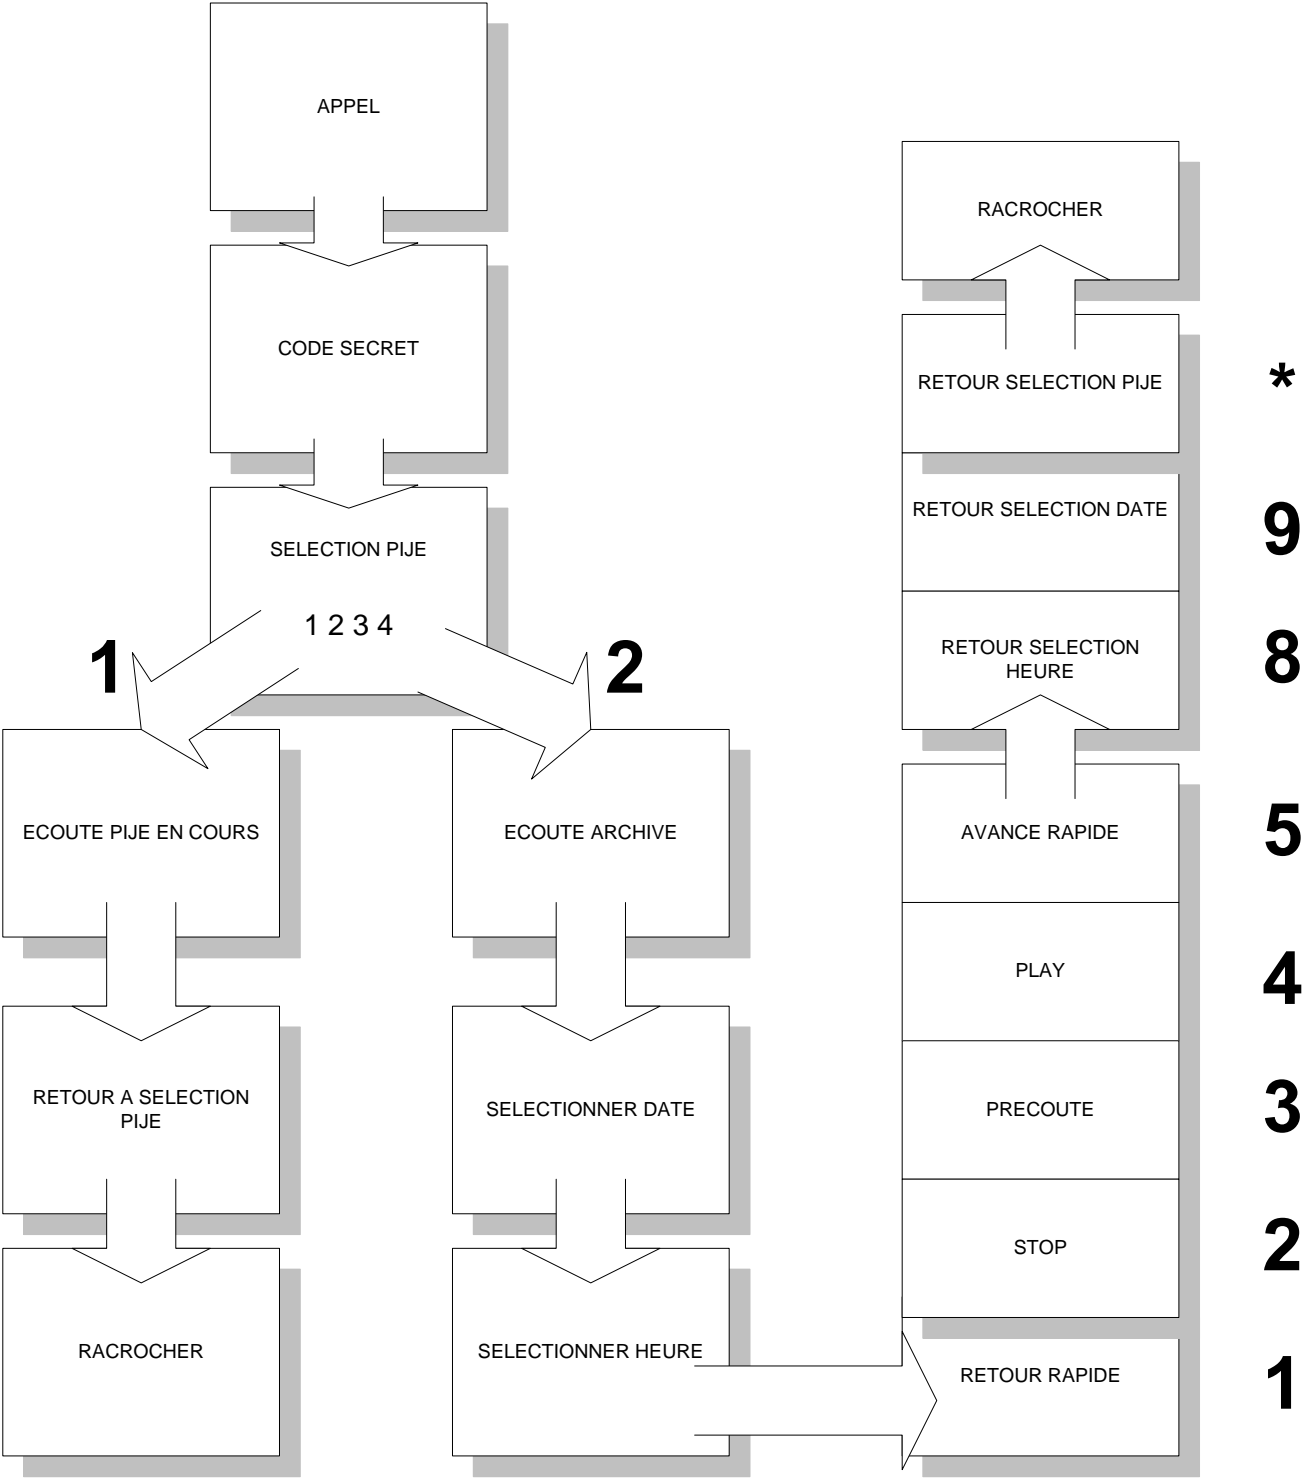 APPEL
CODE SECRET
SELECTION PIJE
1 2 3 4
1
2
ECOUTE PIJE EN COURS
RETOUR A SELECTION
PIJE
RACROCHER
ECOUTE ARCHIVE
SELECTIONNER DATE
SELECTIONNER HEURE
RACROCHER
RETOUR SELECTION PIJE
*
RETOUR SELECTION DATE
9
RETOUR SELECTION
HEURE
8
AVANCE RAPIDE
5
PLAY
4
PRECOUTE
3
STOP
2
RETOUR RAPIDE
1